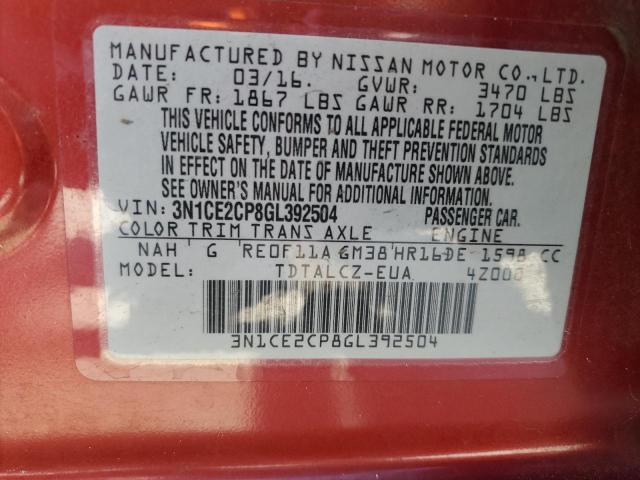 MANUFACTURED BY NISSAN MOTOR CO.,LTD.
DATE: 03/16. GVWR: 3470 LBS
GAWR FR: 1867 LBS GAWR RR: 1704 LBS
THIS VEHICLE CONFORMS TO ALL APPLICABLE FEDERAL MOTOR
VEHICLE SAFETY, BUMPER AND THEFT PREVENTION STANDARDS
IN EFFECT ON THE DATE OF MANUFACTURE SHOWN ABOVE.
SEE OWNER'S MANUAL FOR ADDITIONAL INFORMATION.
VIN: 3N1CE2CP8GL392504 PASSENGER CAR.
COLOR TRIM TRANS AXLE ENGINE
NAH G RE0F11A GM38 HR16DE 1598 CC
MODEL: TDTALCZ-EUA 4Z000
3N1CE2CP8GL392504